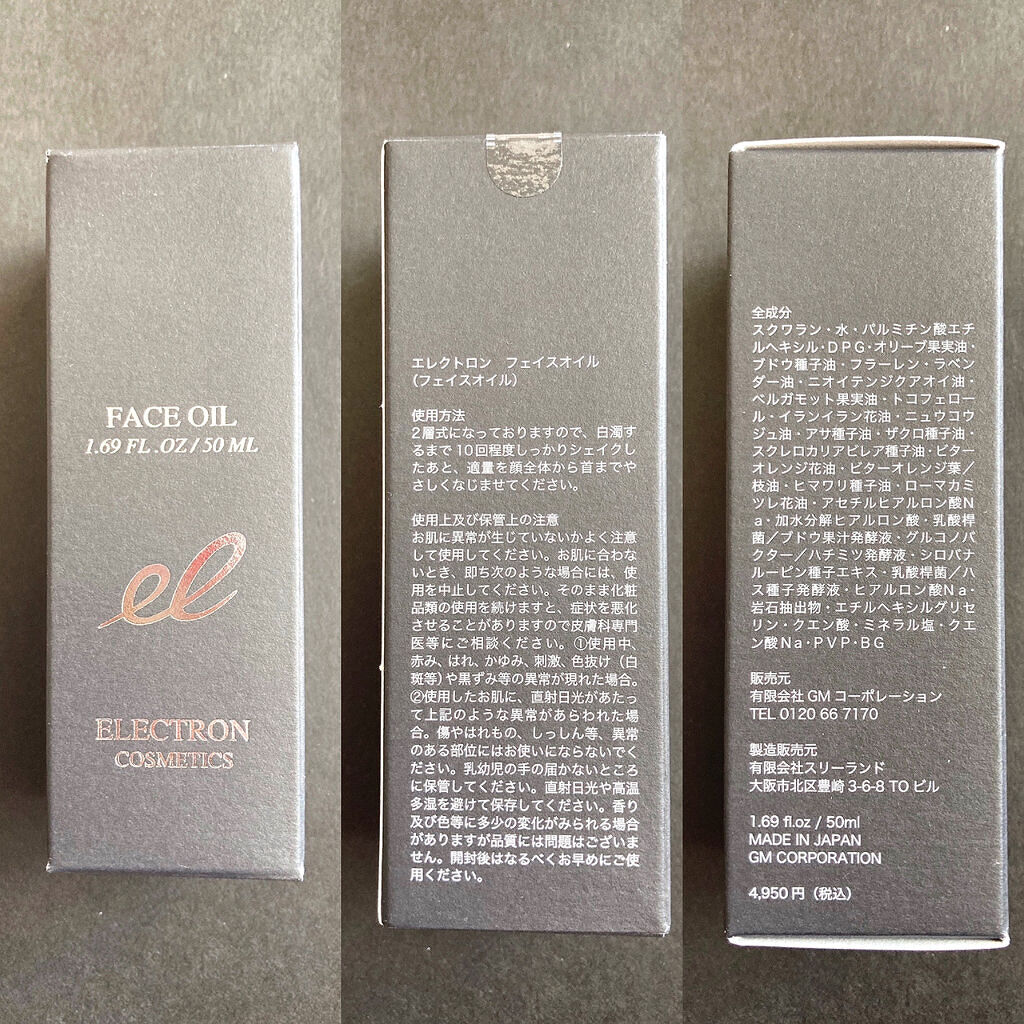 FACE OIL
1.69 FL.OZ / 50 ML
el
ELECTRON
COSMETICS
エレクトロン　フェイスオイル
（フェイスオイル）
使用方法
2層式になっておりますので、白濁す
るまで10回程度しっかりシェイクし
たあと、適量を顔全体から首までや
さしくなじませてください。
使用上及び保管上の注意
お肌に異常が生じていないかよく注意
して使用してください。お肌に合わな
いとき、即ち次のような場合には、使
用を中止してください。そのまま化粧
品類の使用を続けますと、症状を悪化
させることがありますので皮膚科専門
医等にご相談ください。①使用中、
赤み、はれ、かゆみ、刺激、色抜け（白
斑等）や黒ずみ等の異常が現れた場合。
②使用したお肌に、直射日光があたっ
て上記のような異常があらわれた場
合。傷やはれもの、しっしん等、異常
のある部位にはお使いにならないでく
ださい。乳幼児の手の届かないところ
に保管してください。直射日光や高温
多湿を避けて保存してください。香り
及び色等に多少の変化がみられる場合
がありますが品質には問題はございま
せん。開封後はなるべくお早めにご使
用ください。
全成分
スクワラン・水・パルミチン酸エチ
ルヘキシル・DPG・オリーブ果実油・
ブドウ種子油・フラーレン・ラベン
ダー油・ニオイテンジクアオイ油・
ベルガモット果実油・トコフェロー
ル・イランイラン花油・ニュウコウ
ジュ油・アサ種子油・ザクロ種子油・
スクレロカリアビレア種子油・ビター
オレンジ花油・ビターオレンジ葉／
枝油・ヒマワリ種子油・ローマカミ
ツレ花油・アセチルヒアルロン酸N
a・加水分解ヒアルロン酸・乳酸桿
菌／ブドウ果汁発酵液・グルコノバ
クター／ハチミツ発酵液・シロバナ
ルーピン種子エキス・乳酸桿菌／ハ
ス種子発酵液・ヒアルロン酸Na・
岩石抽出物・エチルヘキシルグリセ
リン・クエン酸・ミネラル塩・クエ
ン酸Na・PVP・BG
販売元
有限会社GMコーポレーション
TEL 0120 66 7170
製造販売元
有限会社スリーランド
大阪市北区豊崎3-6-8 TOビル
1.69 fl.oz / 50ml
MADE IN JAPAN
GM CORPORATION
4,950円（税込）